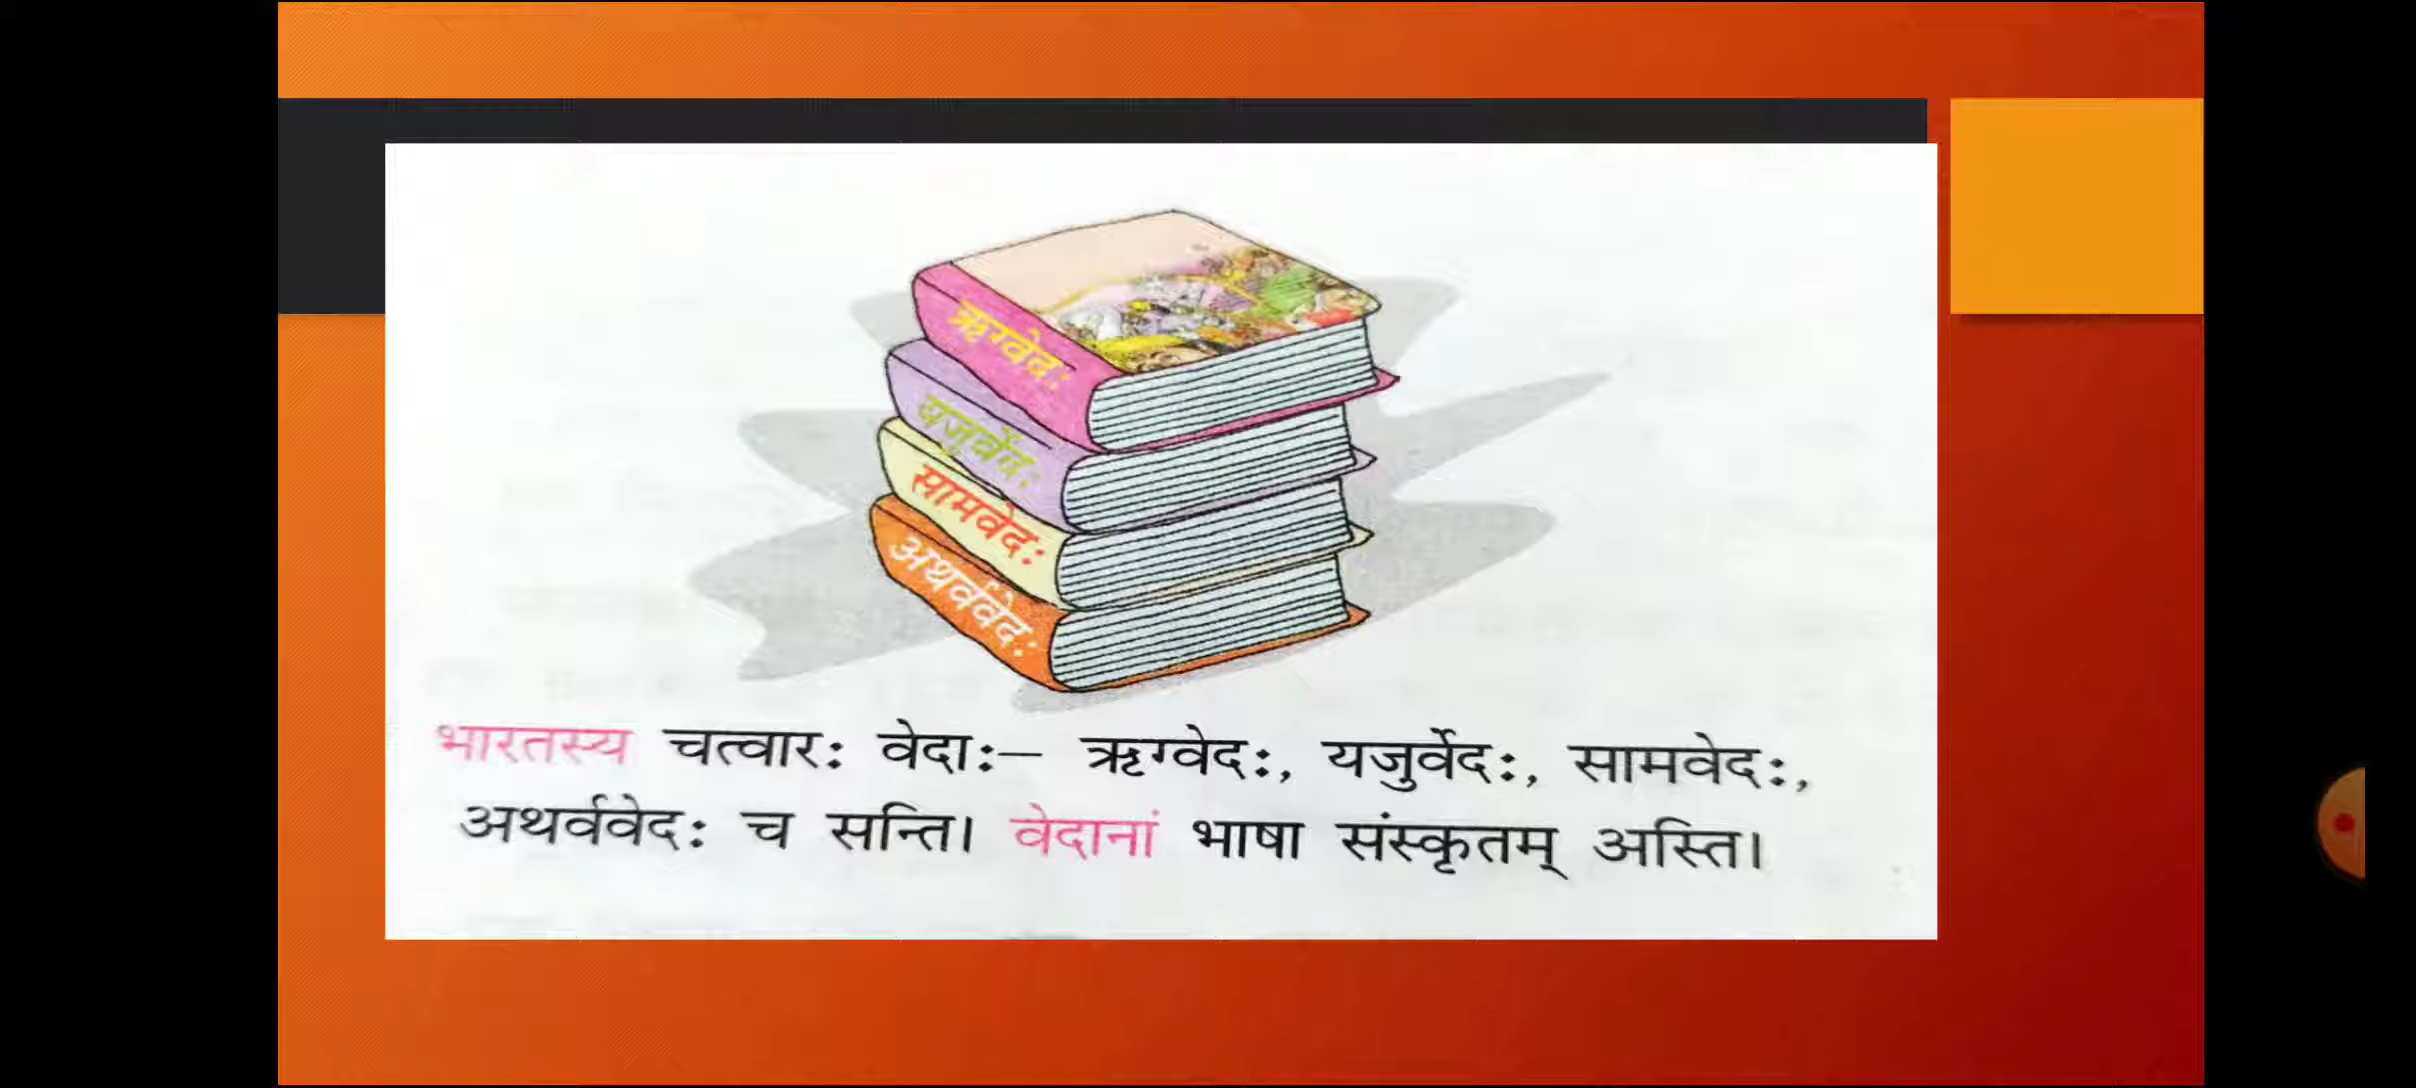 ऋग्वेदः
यजुर्वेदः
सामवेदः
अथर्ववेदः
भारतस्य चत्वारः वेदाः– ऋग्वेदः, यजुर्वेदः, सामवेदः,
अथर्ववेदः च सन्ति। वेदानां भाषा संस्कृतम् अस्ति।